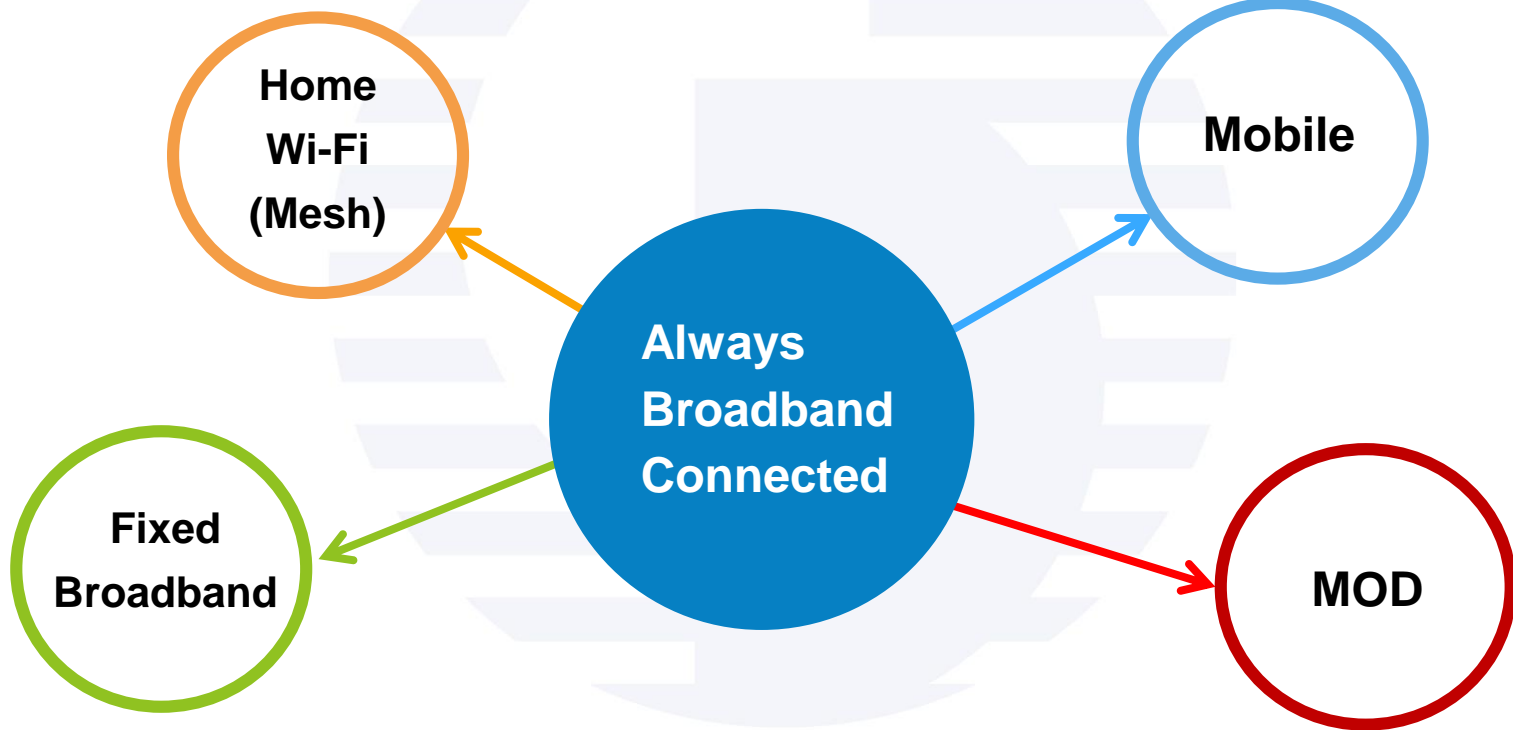 Home
Wi-Fi
(Mesh)
Mobile
Always
Broadband
Connected
Fixed
Broadband
MOD